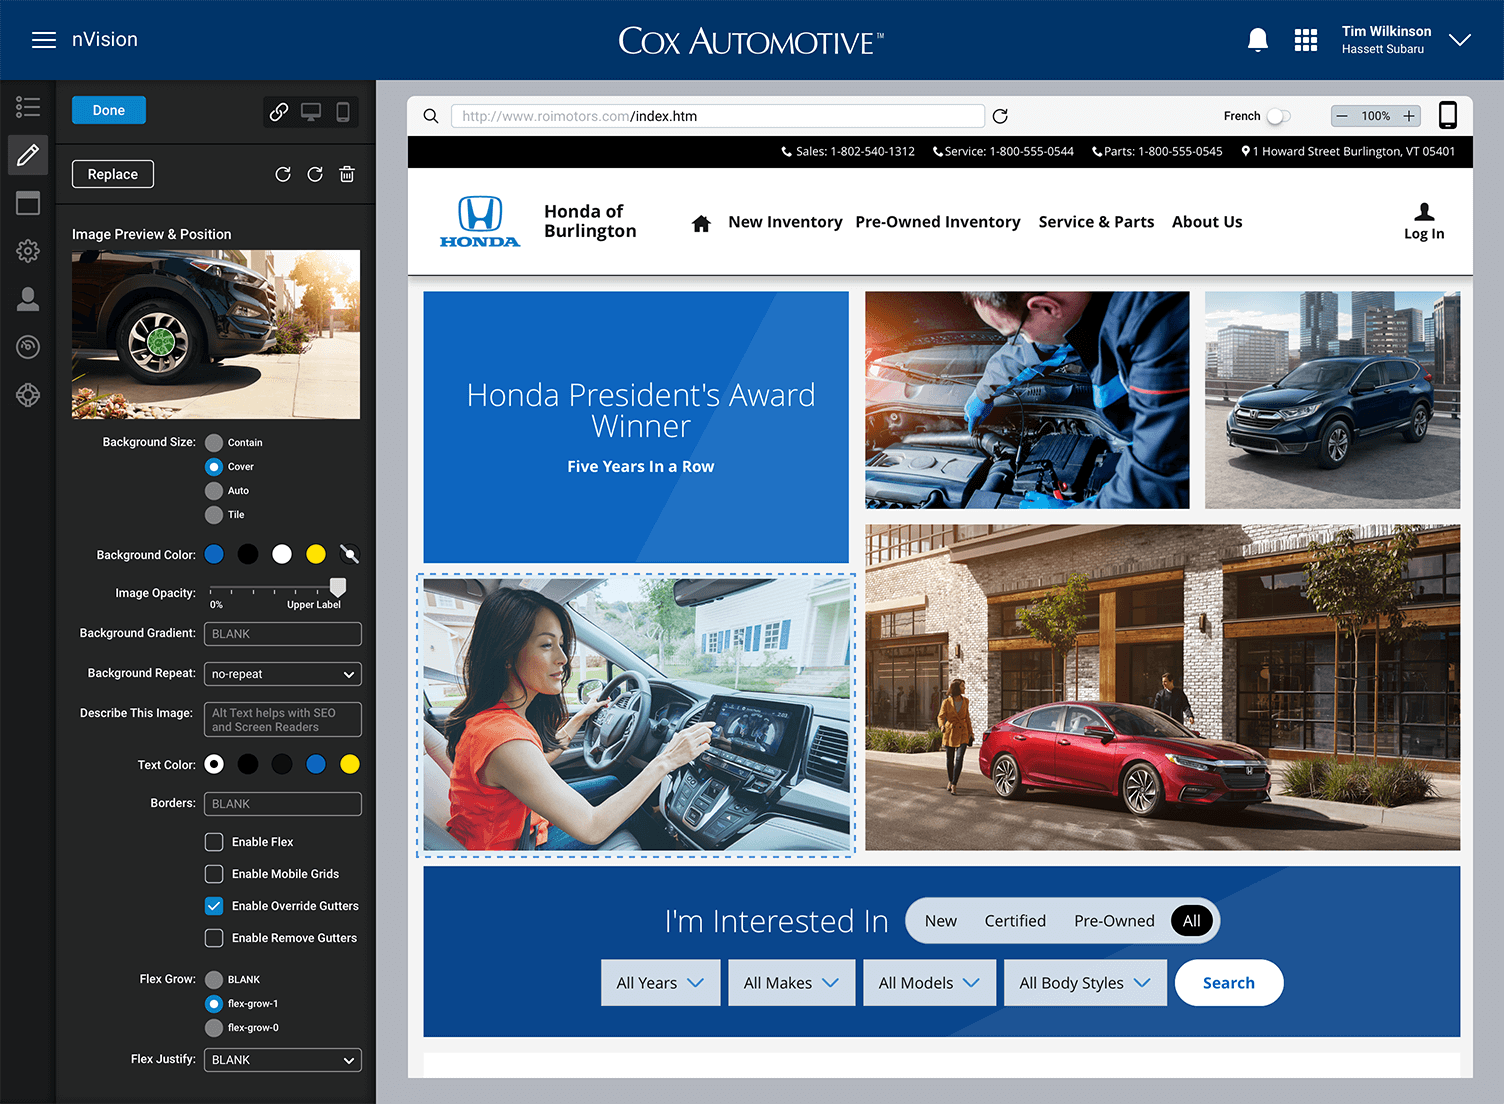 nVision
COX AUTOMOTIVE™
Tim Wilkinson
Hassett Subaru
Done
Replace
Image Preview & Position
Background Size:
Contain
Cover
Auto
Tile
Background Color:
Image Opacity:
0%
Upper Label
Background Gradient:
BLANK
Background Repeat:
no-repeat
Describe This Image:
Alt Text helps with SEO
and Screen Readers
Text Color:
Borders:
BLANK
Enable Flex
Enable Mobile Grids
Enable Override Gutters
Enable Remove Gutters
Flex Grow:
BLANK
flex-grow-1
flex-grow-0
Flex Justify:
BLANK
http://www.roimotors.com/index.htm
French
100%
Sales: 1-802-540-1312
Service: 1-800-555-0544
Parts: 1-800-555-0545
1 Howard Street Burlington, VT 05401
HONDA
Honda of
Burlington
New Inventory
Pre-Owned Inventory
Service & Parts
About Us
Log In
Honda President's Award
Winner
Five Years In a Row
I'm Interested In
New
Certified
Pre-Owned
All
All Years
All Makes
All Models
All Body Styles
Search